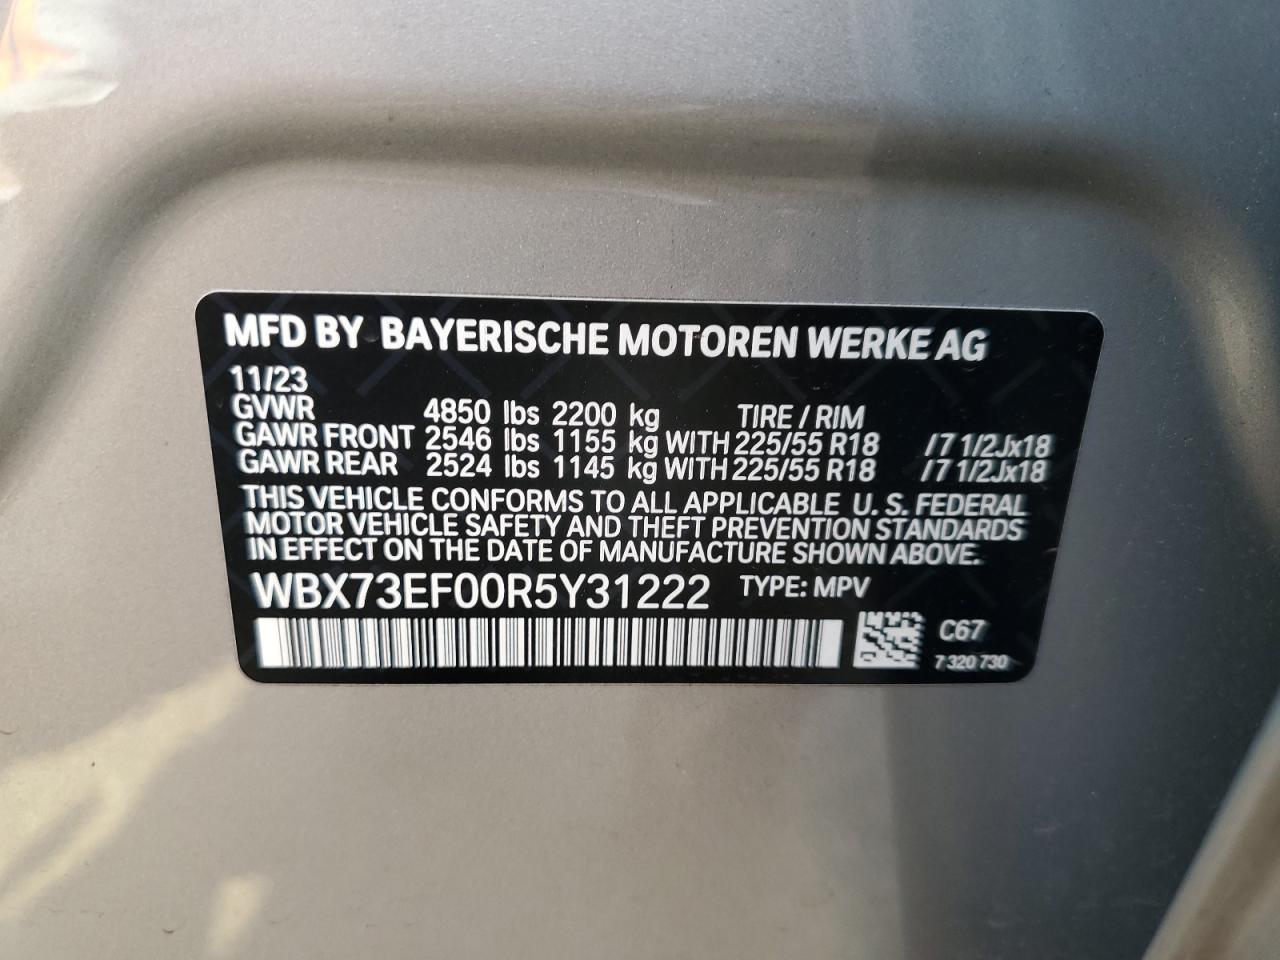 MFD BY BAYERISCHE MOTOREN WERKE AG
11/23
GVWR 4850 lbs 2200 kg TIRE / RIM
GAWR FRONT 2546 lbs 1155 kg WITH 225/55 R18 /7 1/2Jx18
GAWR REAR 2524 lbs 1145 kg WITH 225/55 R18 /7 1/2Jx18
THIS VEHICLE CONFORMS TO ALL APPLICABLE U. S. FEDERAL
MOTOR VEHICLE SAFETY AND THEFT PREVENTION STANDARDS
IN EFFECT ON THE DATE OF MANUFACTURE SHOWN ABOVE.
WBX73EF00R5Y31222 TYPE: MPV
C67
7 320 730